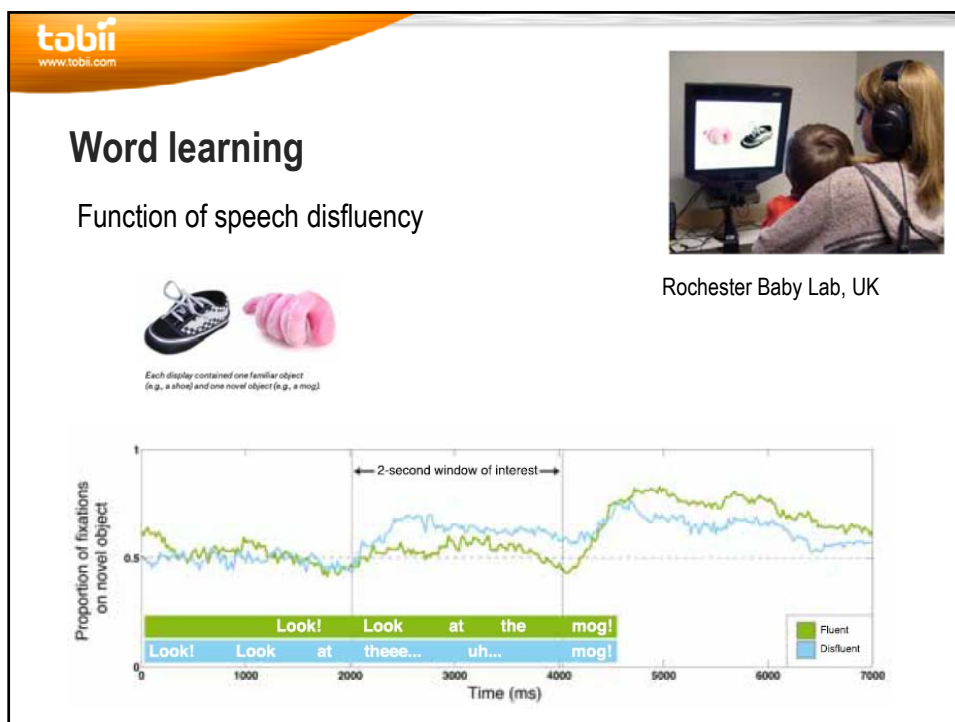 tobii
www.tobii.com
Word learning
Function of speech disfluency
Rochester Baby Lab, UK
Each display contained one familiar object
(e.g., a shoe) and one novel object (e.g., a mog).
Proportion of fixations
on novel object
1
0.5
0
2-second window of interest
Look! Look at the mog!
Look! Look at theee... uh... mog!
Fluent
Disfluent
0 1000 2000 3000 4000 5000 6000 7000
Time (ms)